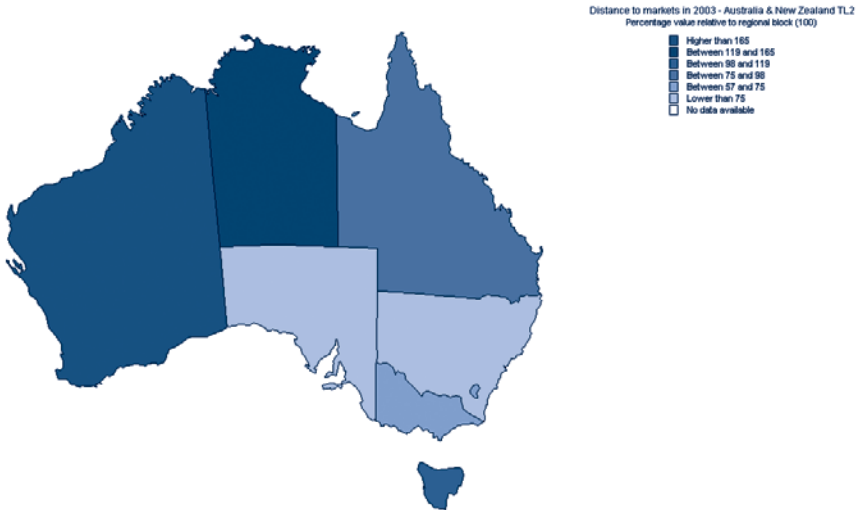 Distance to markets in 2003 - Australia & New Zealand TL2
Percentage value relative to regional block (100)
Higher than 165
Between 119 and 165
Between 98 and 119
Between 75 and 98
Between 57 and 75
Lower than 75
No data available